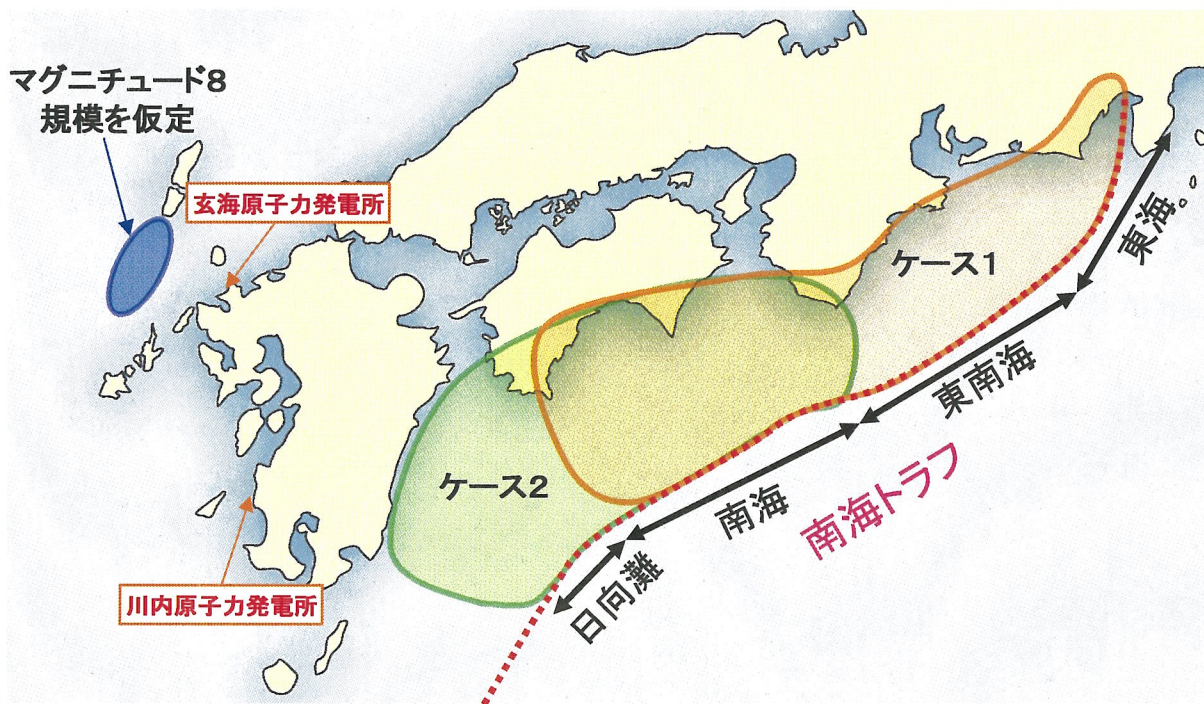 マグニチュード8
規模を仮定
玄海原子力発電所
ケース1
東海。
東南海
ケース2
南海
南海トラフ
日向灘
川内原子力発電所